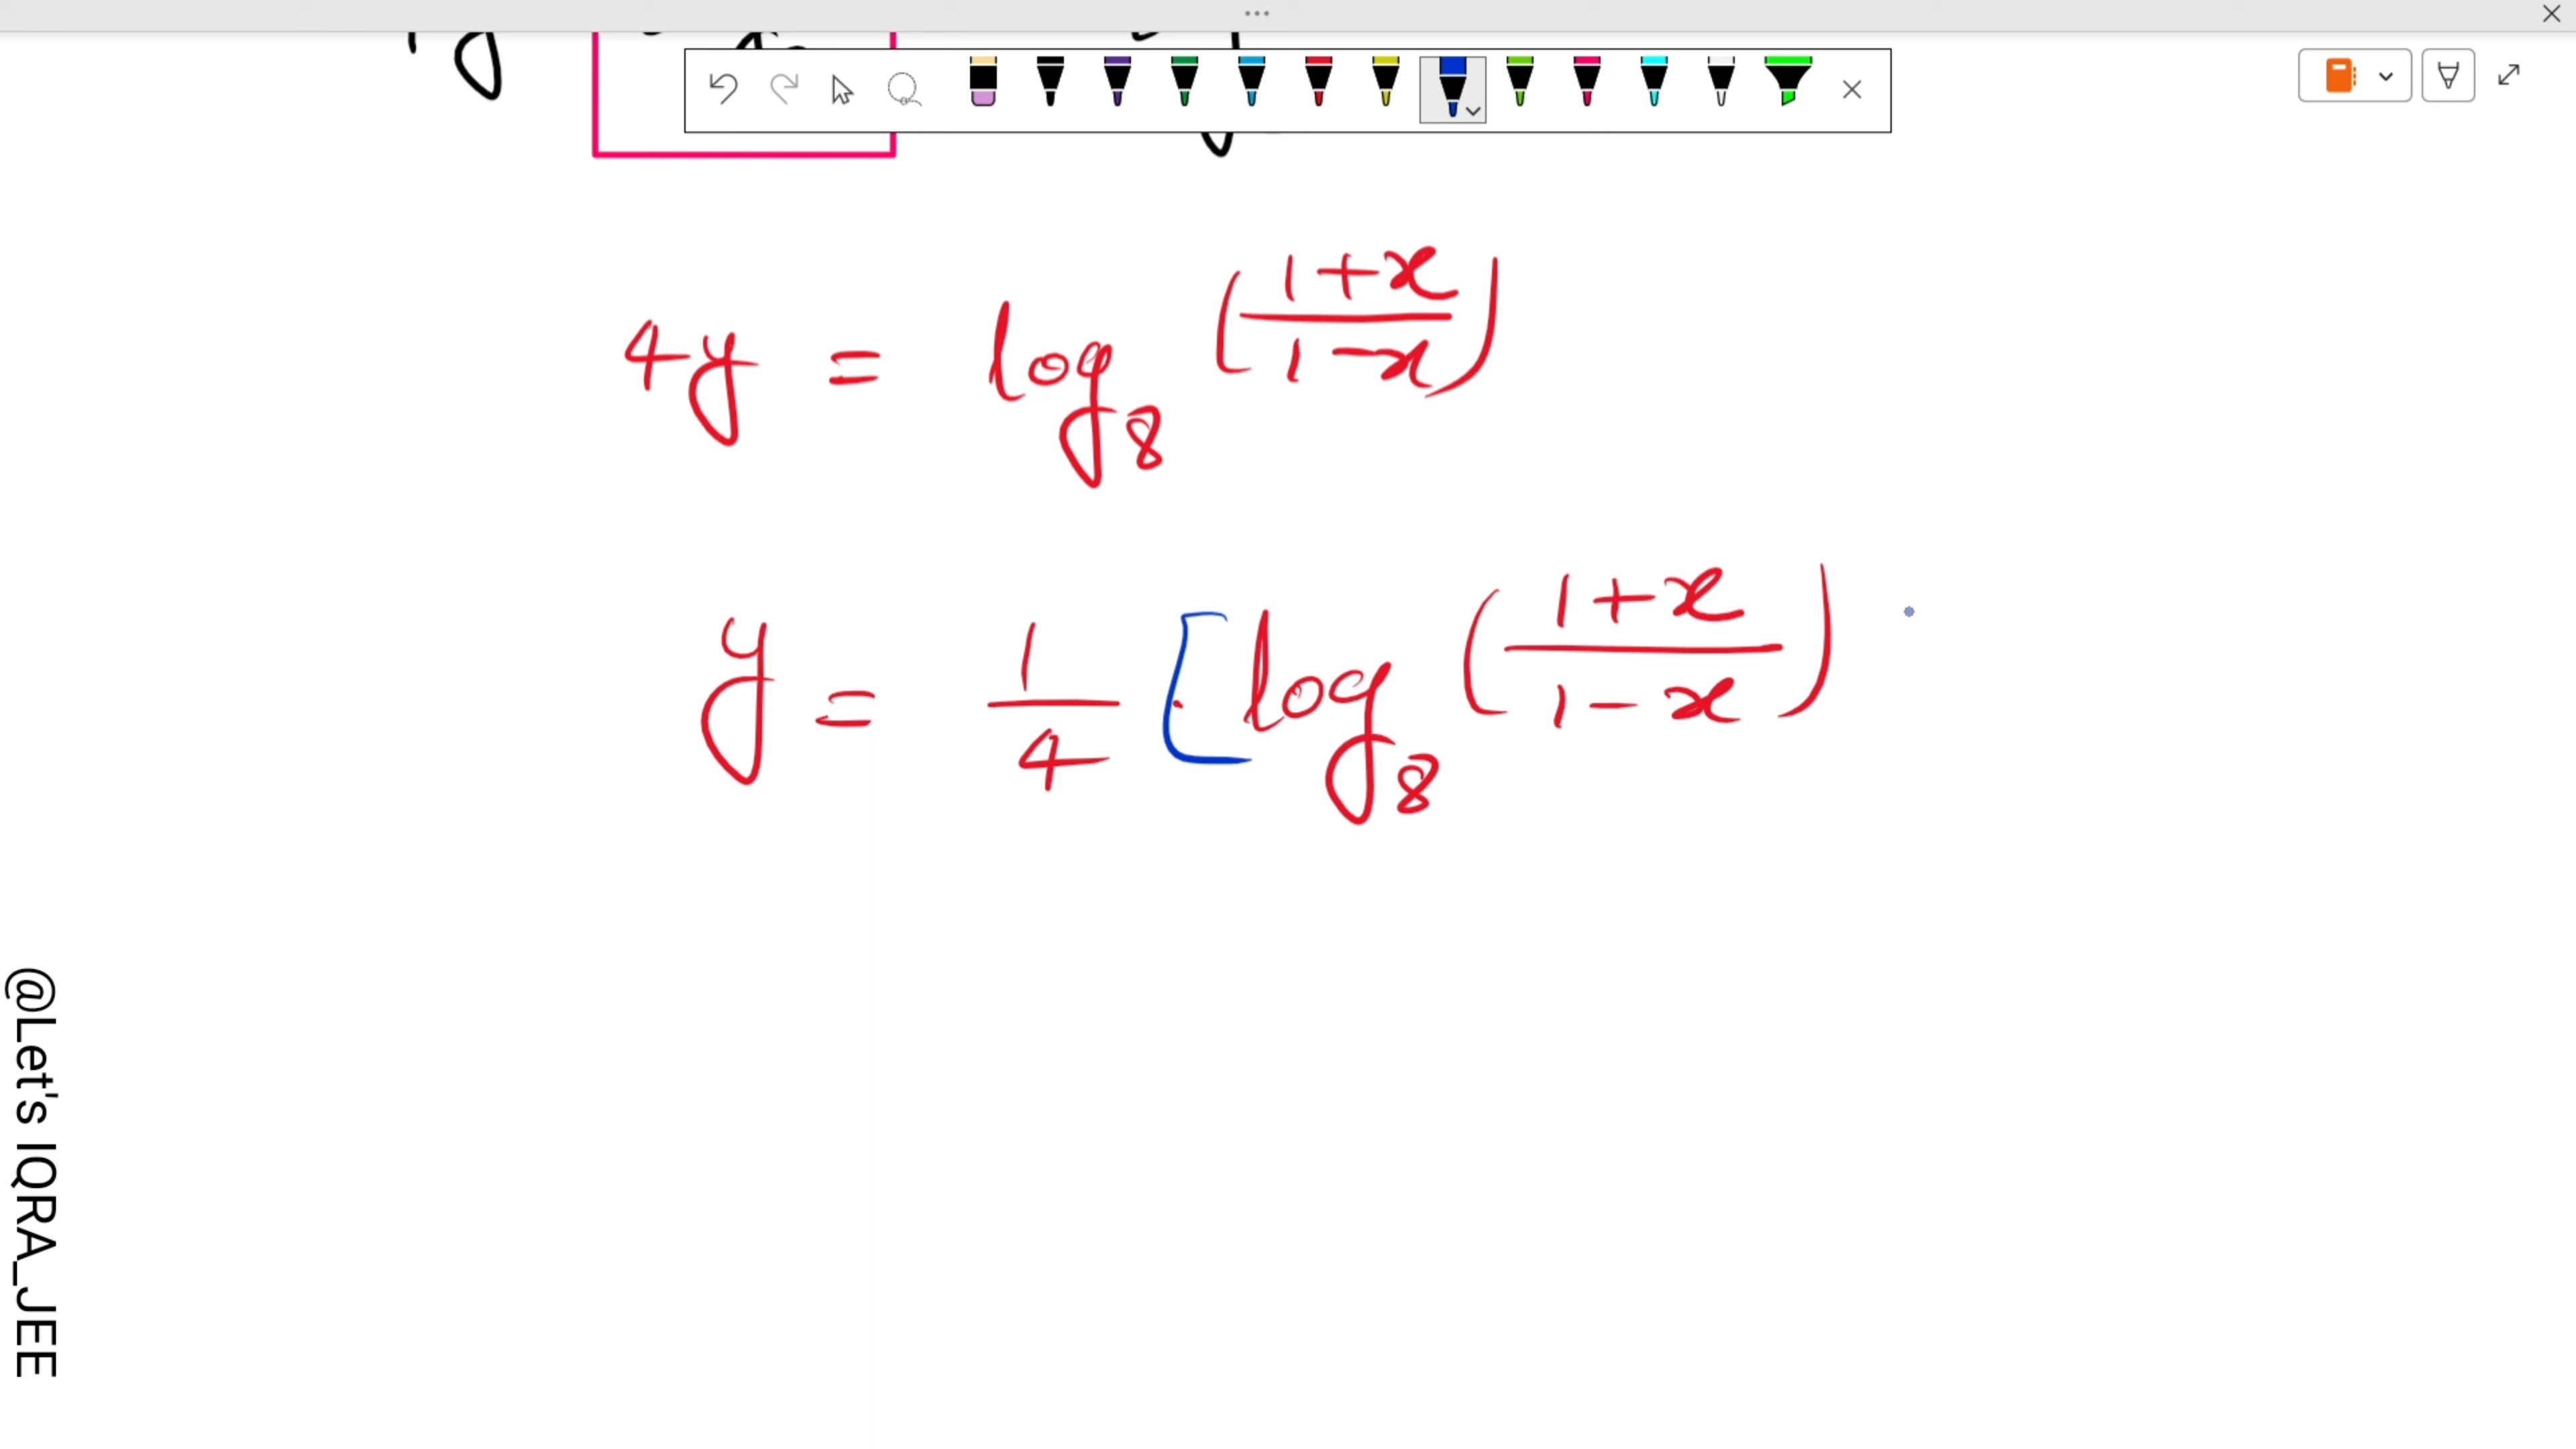 4y = log₈ ((1+x)/(1-x))
y = 1/4 · [log₈ ((1+x)/(1-x))
@Let's IQRA_JEE